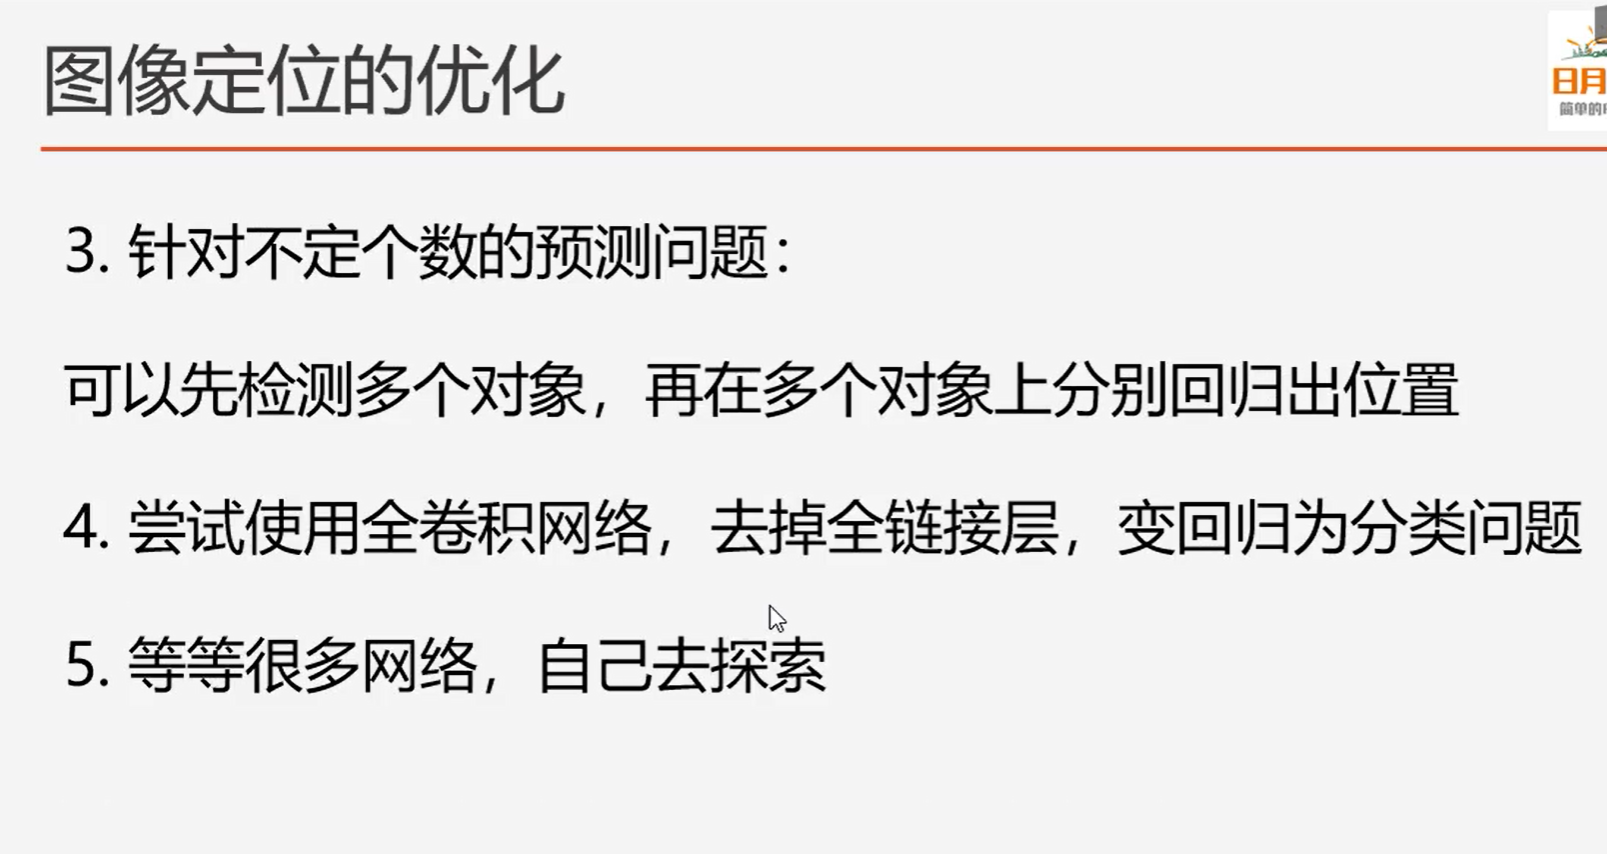 图像定位的优化
日月
简单的
3. 针对不定个数的预测问题：
可以先检测多个对象，再在多个对象上分别回归出位置
4. 尝试使用全卷积网络，去掉全链接层，变回归为分类问题
5. 等等很多网络，自己去探索